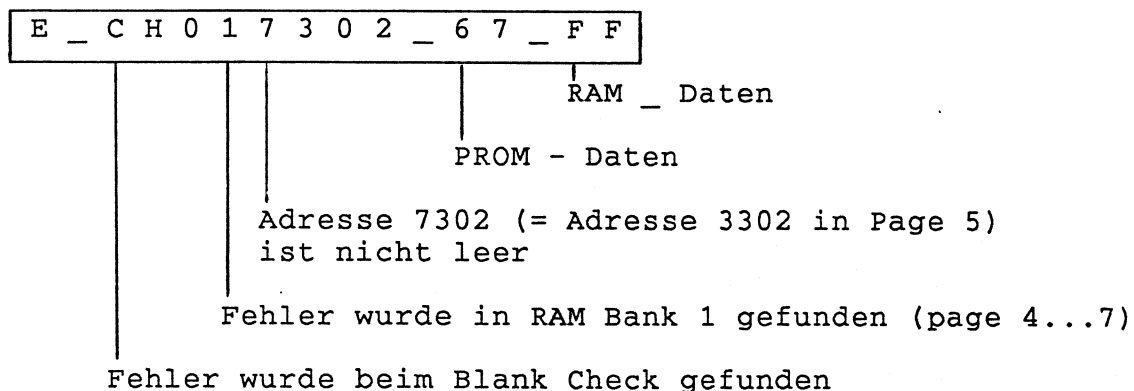 E _ C H 0 1 7 3 0 2 _ 6 7 _ F F
RAM _ Daten
PROM - Daten
Adresse 7302 (= Adresse 3302 in Page 5)
ist nicht leer
Fehler wurde in RAM Bank 1 gefunden (page 4...7)
Fehler wurde beim Blank Check gefunden